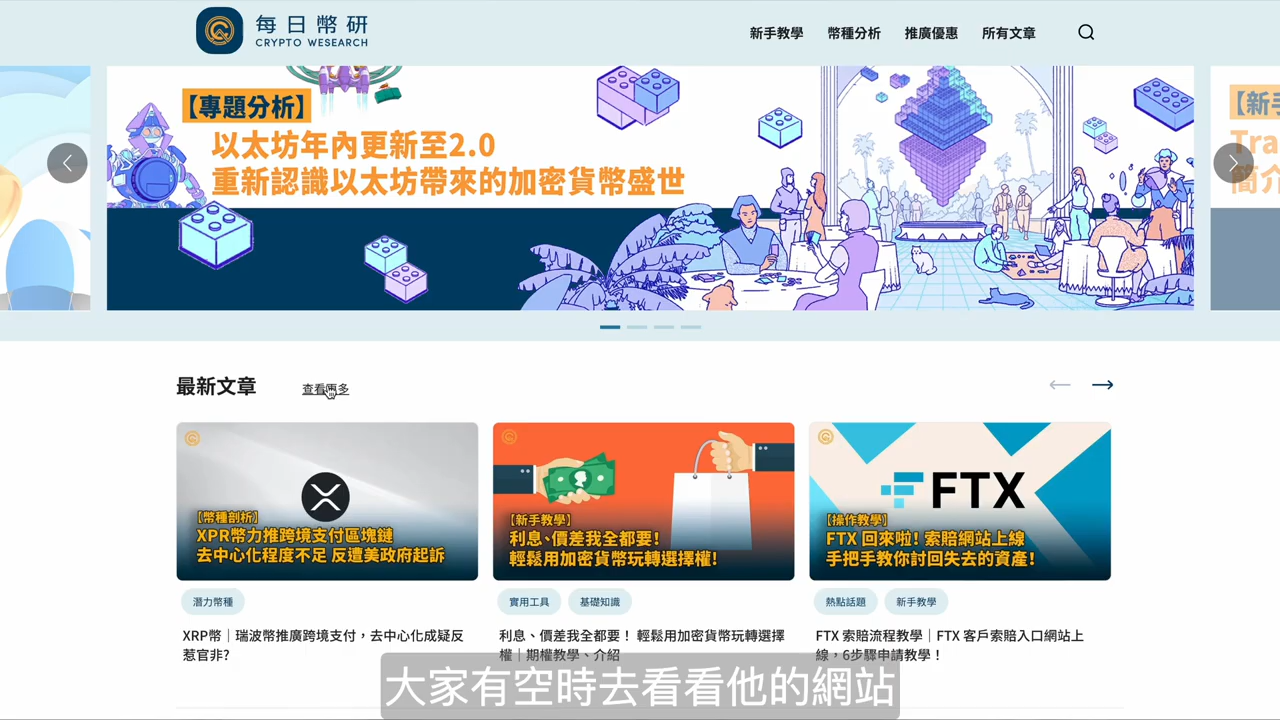 每日幣研
CRYPTO WESEARCH
新手教學
幣種分析
推廣優惠
所有文章
【專題分析】
以太坊年內更新至2.0
重新認識以太坊帶來的加密貨幣盛世
【新手
Tra
簡介
最新文章
查看更多
【幣種剖析】
XPR幣力推跨境支付區塊鏈
去中心化程度不足 反遭美政府起訴
【新手教學】
利息、價差我全都要！
輕鬆用加密貨幣玩轉選擇權！
【操作教學】
FTX
FTX 回來啦！索賠網站上線
手把手教你討回失去的資產！
潛力幣種
實用工具
基礎知識
熱點話題
新手教學
XRP幣｜瑞波幣推廣跨境支付，去中心化成疑反
惹官非?
利息、價差我全都要！ 輕鬆用加密貨幣玩轉選擇
權｜期權教學、介紹
FTX 索賠流程教學｜FTX 客戶索賠入口網站上
線，6步驟申請教學！
大家有空時去看看他的網站